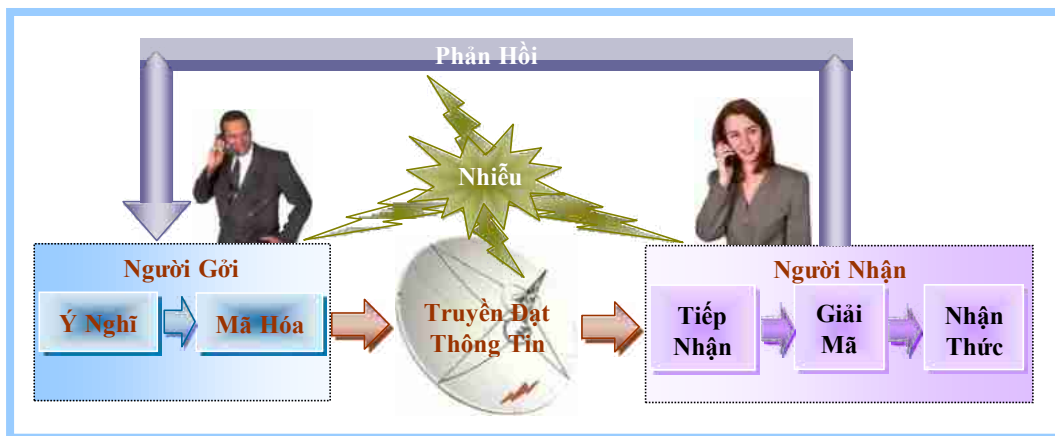 Phản Hồi
Nhiễu
Người Gởi
Ý Nghĩ
Mã Hóa
Truyền Đạt
Thông Tin
Người Nhận
Tiếp
Nhận
Giải
Mã
Nhận
Thức